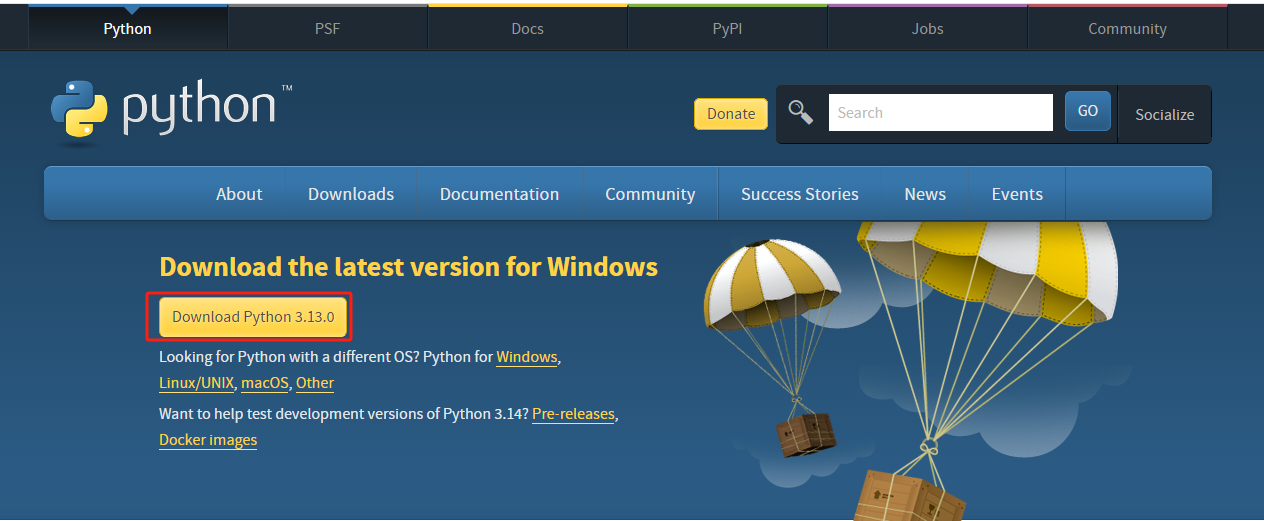 Python PSF Docs PyPI Jobs Community
python™
Donate Search GO Socialize
About Downloads Documentation Community Success Stories News Events
Download the latest version for Windows
Download Python 3.13.0
Looking for Python with a different OS? Python for Windows,
Linux/UNIX, macOS, Other
Want to help test development versions of Python 3.14? Pre-releases,
Docker images